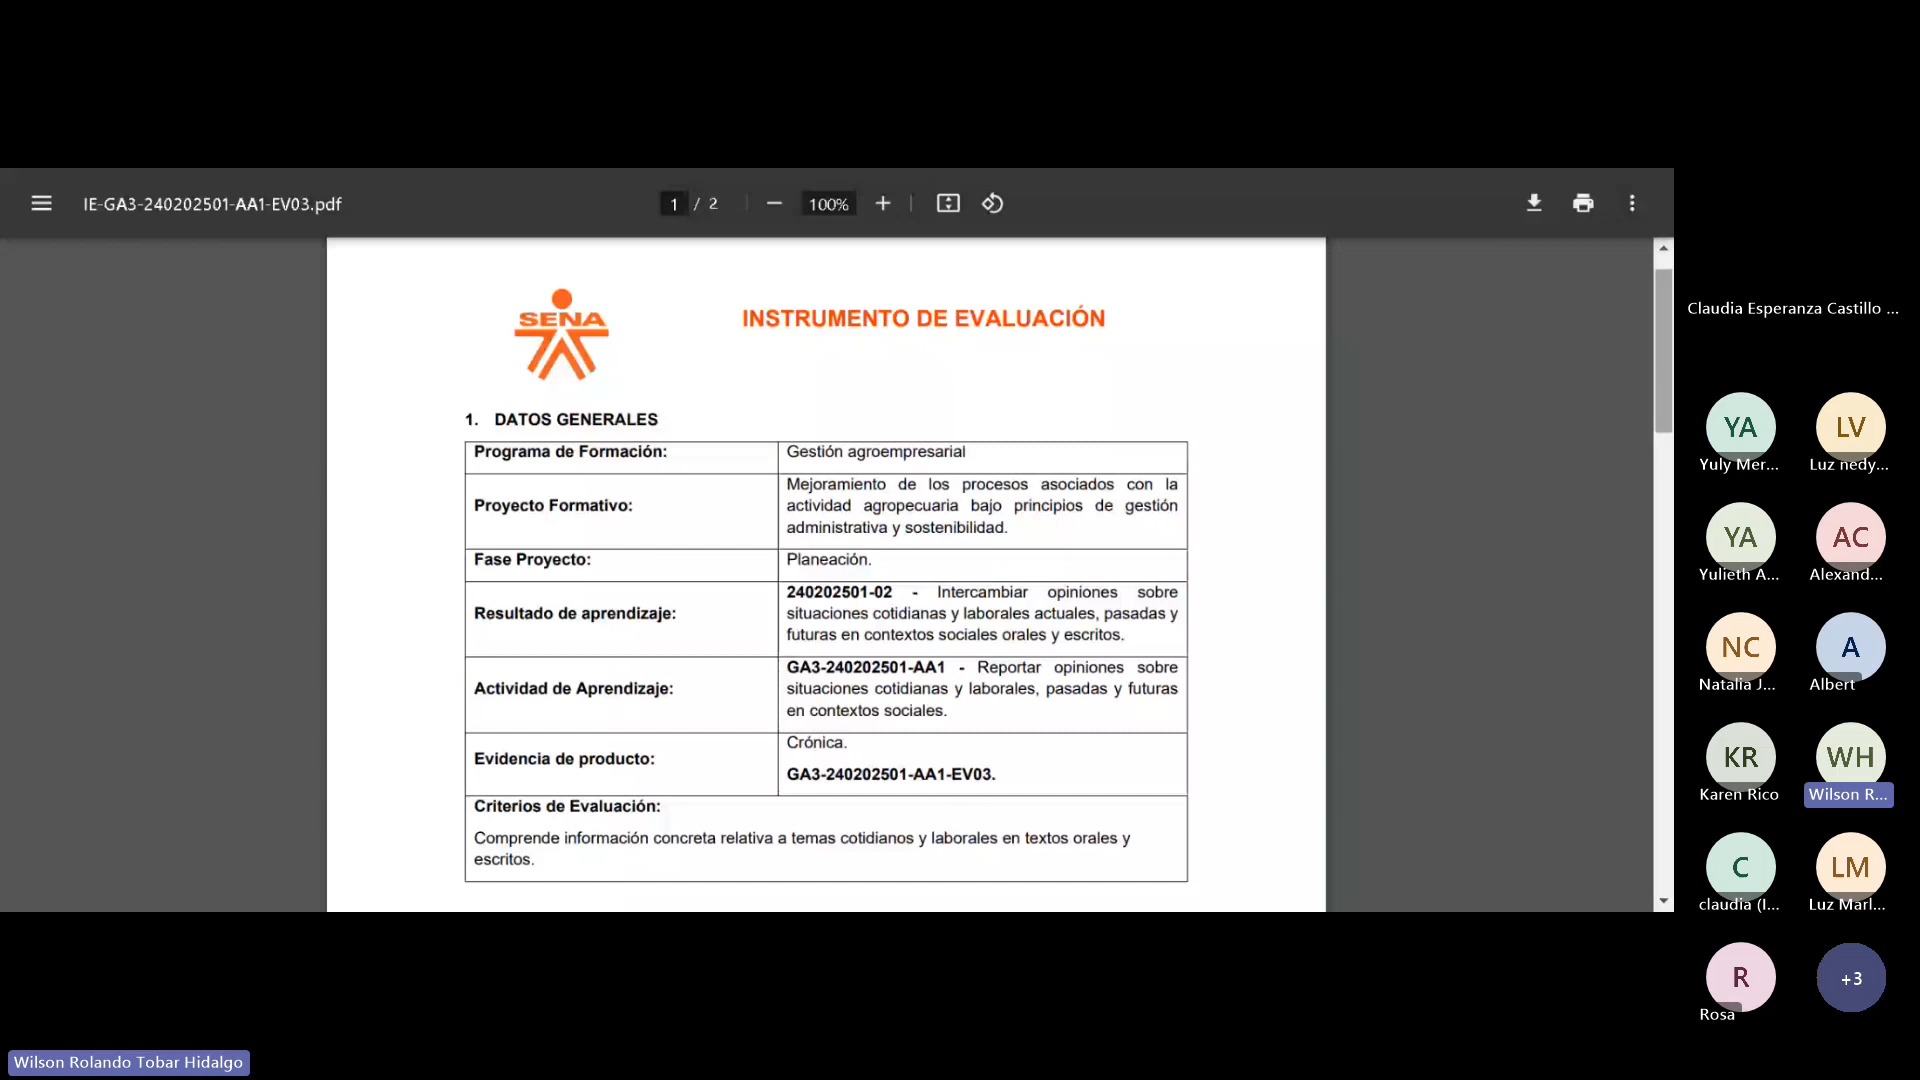 IE-GA3-240202501-AA1-EV03.pdf
1 / 2
100%
SENA
INSTRUMENTO DE EVALUACIÓN
1. DATOS GENERALES
Programa de Formación:
Gestión agroempresarial
Proyecto Formativo:
Mejoramiento de los procesos asociados con la
actividad agropecuaria bajo principios de gestión
administrativa y sostenibilidad.
Fase Proyecto:
Planeación.
Resultado de aprendizaje:
240202501-02 - Intercambiar opiniones sobre
situaciones cotidianas y laborales actuales, pasadas y
futuras en contextos sociales orales y escritos.
Actividad de Aprendizaje:
GA3-240202501-AA1 - Reportar opiniones sobre
situaciones cotidianas y laborales, pasadas y futuras
en contextos sociales.
Evidencia de producto:
Crónica.
GA3-240202501-AA1-EV03.
Criterios de Evaluación:
Comprende información concreta relativa a temas cotidianos y laborales en textos orales y
escritos.
Claudia Esperanza Castillo ...
YA
Yuly Mer...
LV
Luz nedy...
YA
Yulieth A...
AC
Alexand...
NC
Natalia J...
A
Albert
KR
Karen Rico
WH
Wilson R...
C
claudia (I...
LM
Luz Marl...
R
Rosa
+3
Wilson Rolando Tobar Hidalgo